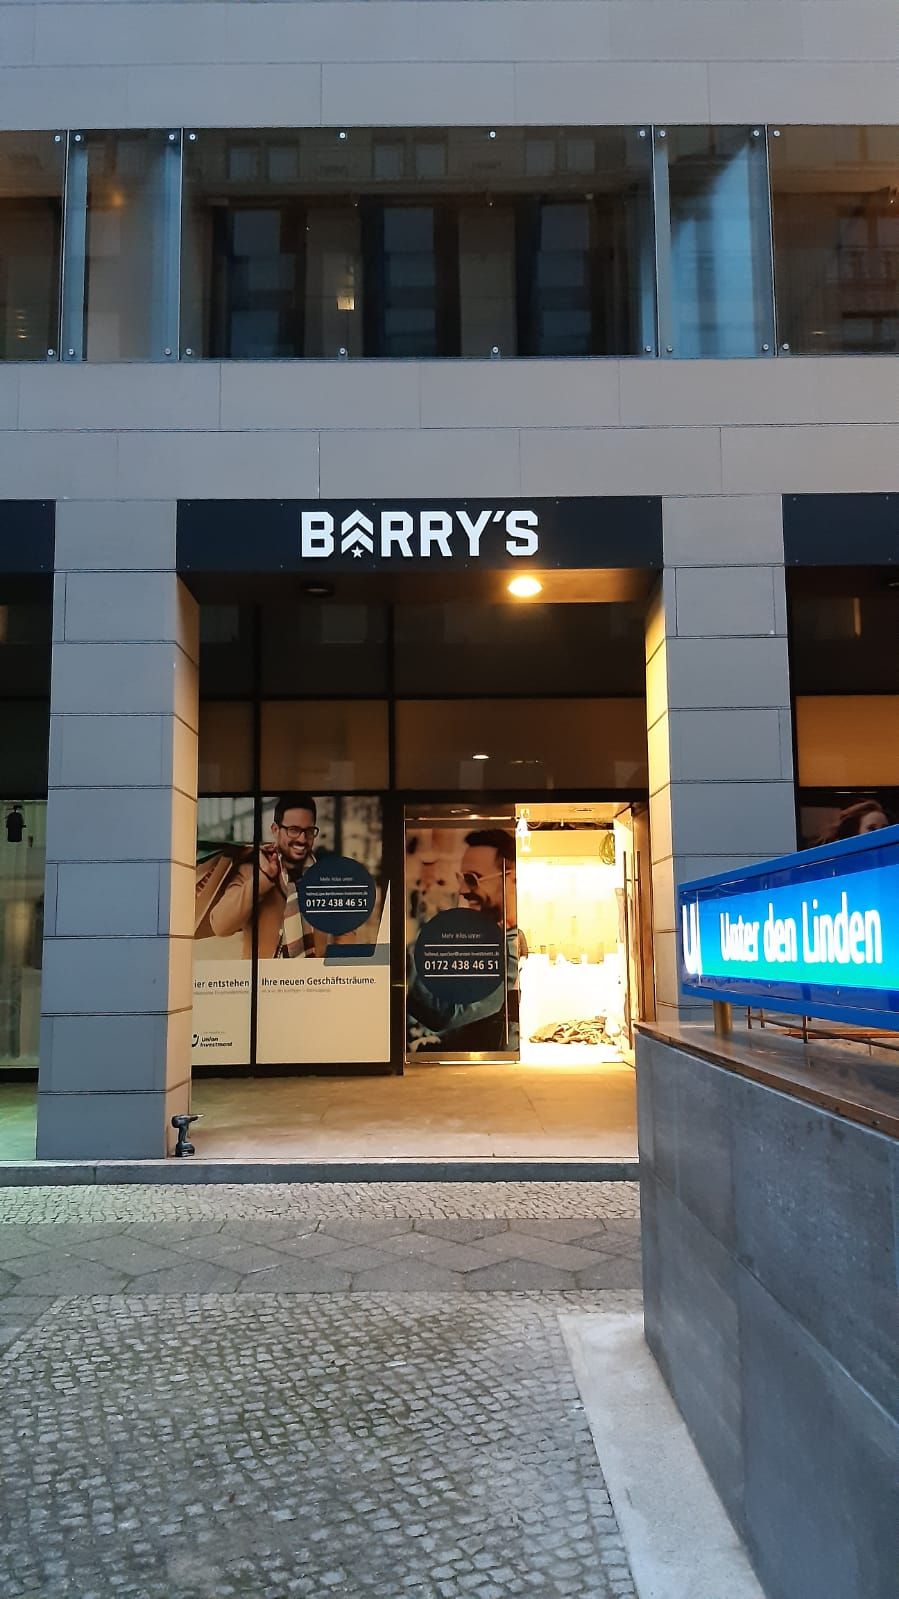 BARRY'S
Mehr Infos unter:
0172 438 46 51
Mehr Infos unter:
0172 438 46 51
ier entstehen Ihre neuen Geschäftsräume.
Union
Investment
U Unter den Linden